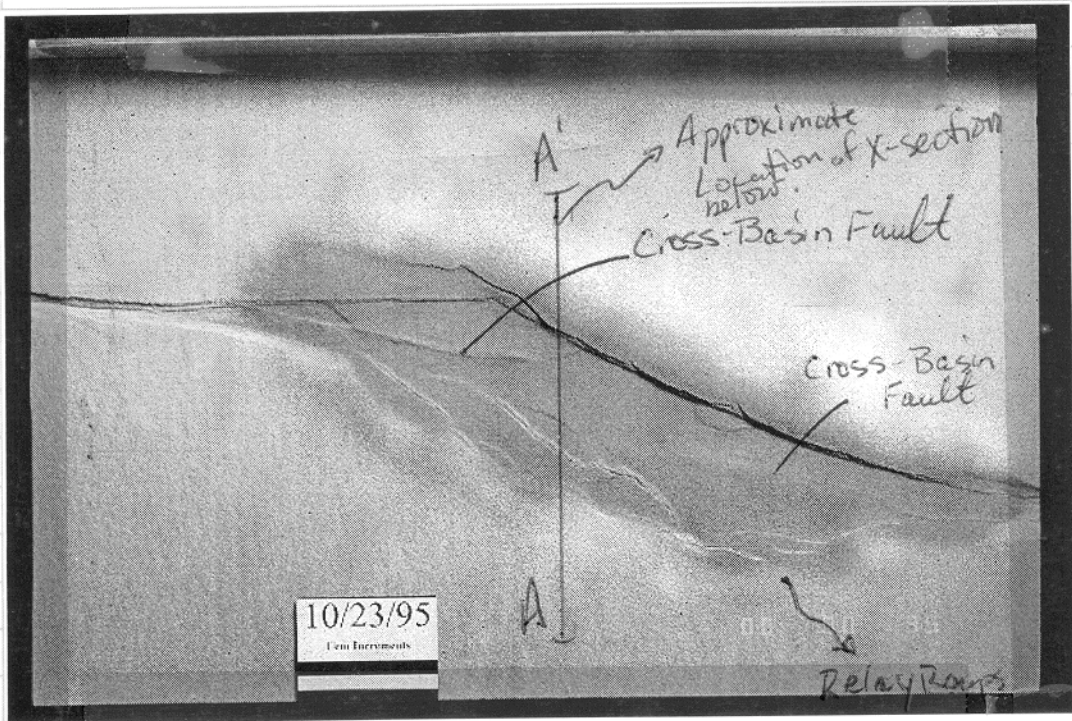 A'
Approximate
Location of X-section
below.
Cross-Basin Fault
Cross-Basin
Fault
A
10/23/95
1 cm Increments
Relay Ramps